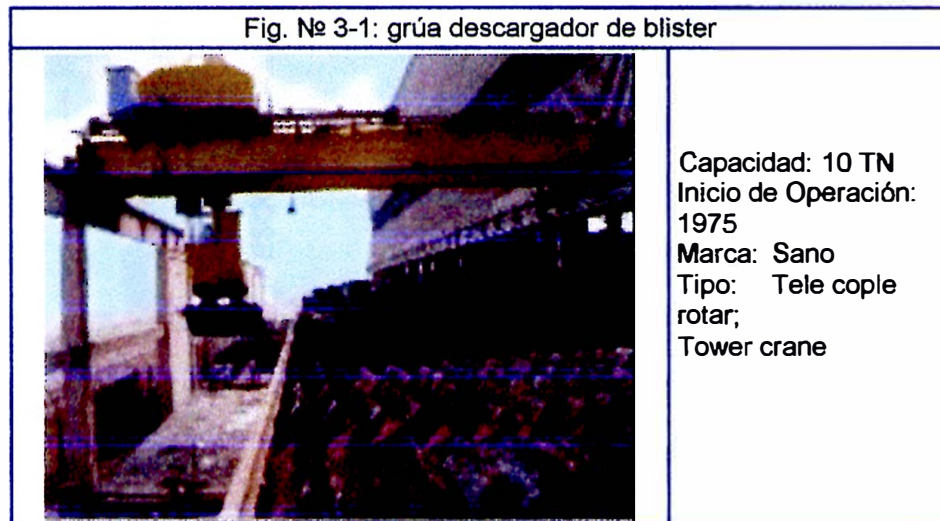 Fig. Nº 3-1: grúa descargador de blister
Capacidad: 10 TN
Inicio de Operación:
1975
Marca: Sano
Tipo: Tele cople
rotar;
Tower crane